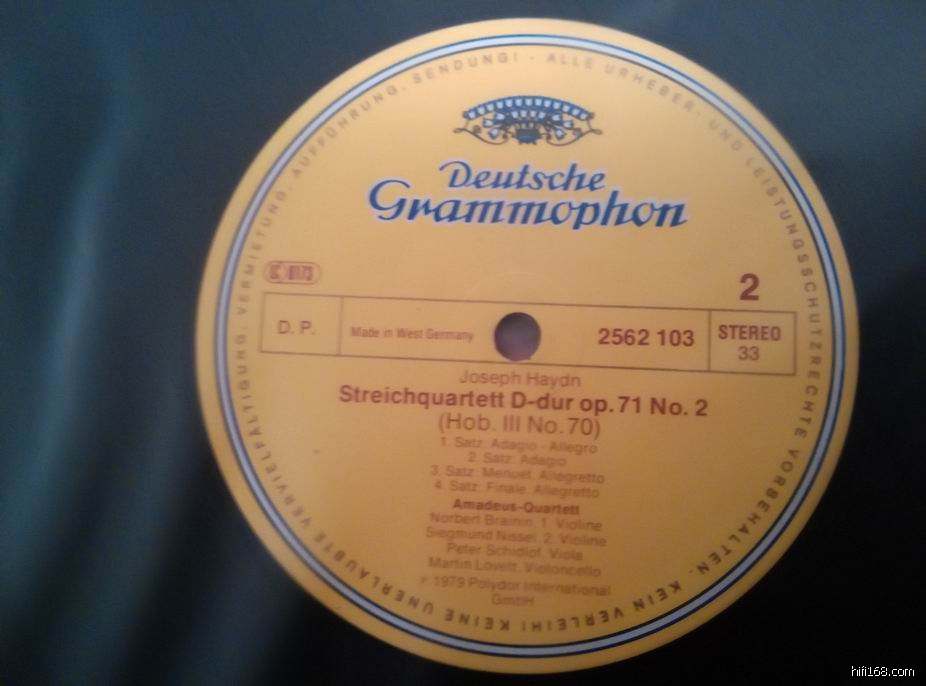 ALLE URHEBER- UND LEISTUNGSSCHUTZRECHTE VORBEHALTEN. KEIN VERLEIH! KEINE UNERLAUBTE VERVIELFÄLTIGUNG, VERMIETUNG, AUFFÜHRUNG, SENDUNG! -
Deutsche
Grammophon
LC 0173
2
D. P.
Made in West Germany
2562 103
STEREO
33
Joseph Haydn
Streichquartett D-dur op. 71 No. 2
(Hob. III No. 70)
1. Satz: Adagio - Allegro
2. Satz: Adagio
3. Satz: Menuet. Allegretto
4. Satz: Finale. Allegretto
Amadeus-Quartett
Norbert Brainin, 1. Violine
Siegmund Nissel, 2. Violine
Peter Schidlof, Viola
Martin Lovett, Violoncello
℗ 1979 Polydor International
GmbH
hifi168.com